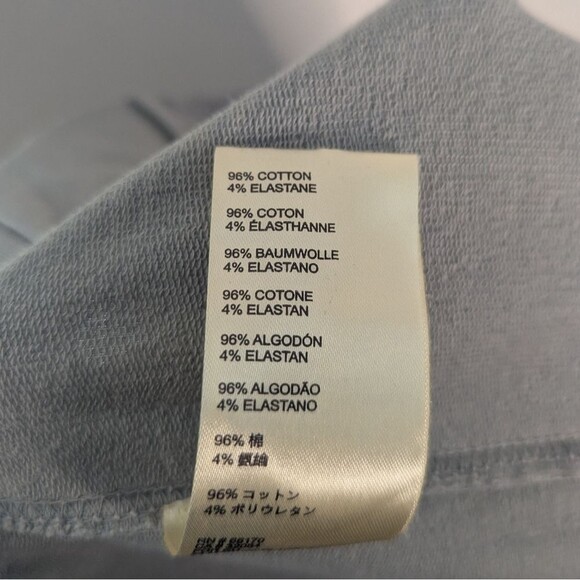 96% COTTON
4% ELASTANE
96% COTON
4% ÉLASTHANNE
96% BAUMWOLLE
4% ELASTANO
96% COTONE
4% ELASTAN
96% ALGODÓN
4% ELASTAN
96% ALGODÃO
4% ELASTANO
96% 棉
4% 氨綸
96% コットン
4% ポリウレタン